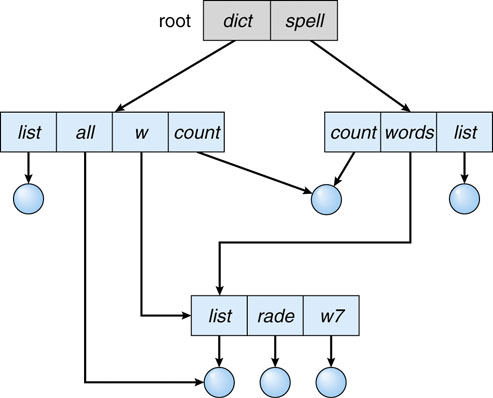 root dict spell
list all w count count words list
list rade w7